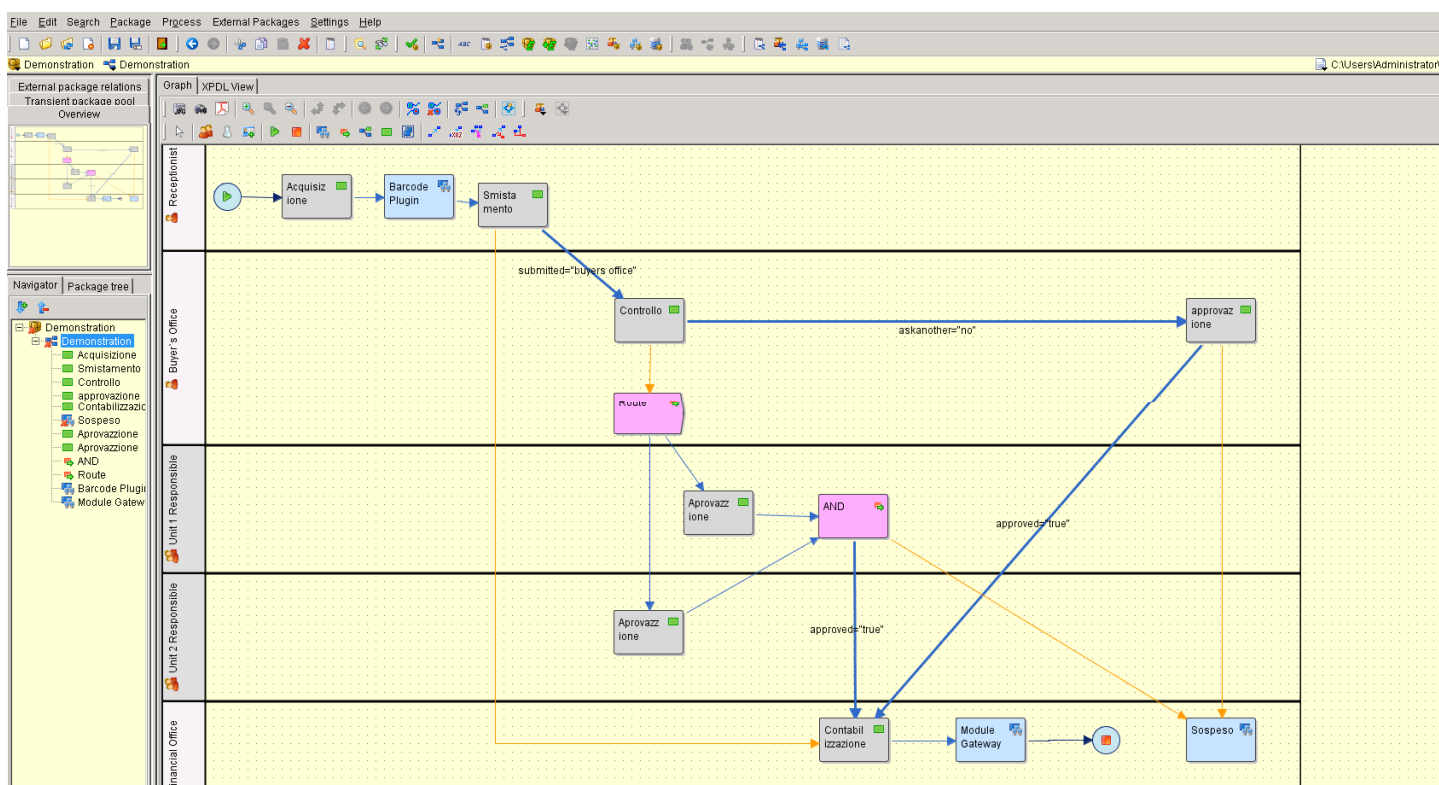 File Edit Search Package Process External Packages Settings Help
ABC
Demonstration Demonstration
C:\Users\Administrator\
External package relations
Transient package pool
Overview
Graph XPDL View
XYZ
Navigator Package tree
Demonstration
Demonstration
Acquisizione
Smistamento
Controllo
approvazione
Contabilizzazic
Sospeso
Aprovazzione
Aprovazzione
AND
Route
Barcode Plugin
Module Gatew
Receptionist
Acquisiz
ione
Barcode
Plugin
Smista
mento
submitted="buyers office"
Buyer`s Office
Controllo
askanother="no"
approvaz
ione
Route
Unit 1 Responsible
Aprovazz
ione
AND
approved="true"
Unit 2 Responsible
Aprovazz
ione
approved="true"
inancial Office
Contabil
izzazione
Module
Gateway
Sospeso